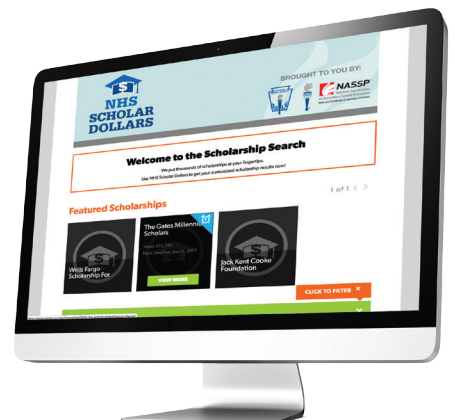 BROUGHT TO YOU BY:
NHS
SCHOLAR
DOLLARS
NASSP
Welcome to the Scholarship Search
We put thousands of scholarships at your fingertips.
Use NHS Scholar Dollars to get your customized scholarship results now!
1 of 1 < >
Featured Scholarships
Wells Fargo
Scholarship For
The Gates Millenni
Scholars
VIEW MORE
Jack Kent Cooke
Foundation
CLICK TO FILTER ×